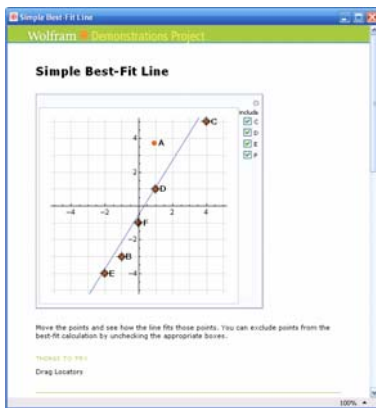 Simple Best-Fit Line
Wolfram Demonstrations Project
Simple Best-Fit Line
include
C
D
E
F
4
2
-4
-2
2
4
-2
-4
C
A
D
F
B
E
Move the points and see how the line fits those points. You can exclude points from the
best-fit calculation by unchecking the appropriate boxes.
THINGS TO TRY
Drag Locators
100%